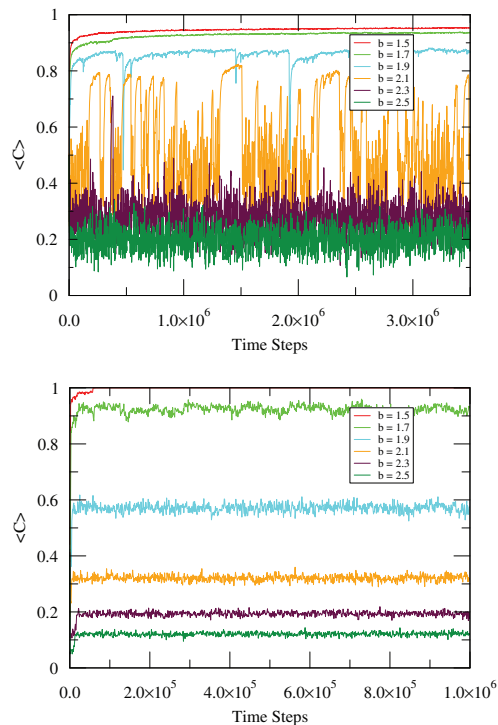 1
0.8
0.6
0.4
0.2
0
<C>
b = 1.5
b = 1.7
b = 1.9
b = 2.1
b = 2.3
b = 2.5
0.0 1.0×10⁶ 2.0×10⁶ 3.0×10⁶
Time Steps
1
0.8
0.6
0.4
0.2
0
<C>
b = 1.5
b = 1.7
b = 1.9
b = 2.1
b = 2.3
b = 2.5
0.0 2.0×10⁵ 4.0×10⁵ 6.0×10⁵ 8.0×10⁵ 1.0×10⁶
Time Steps